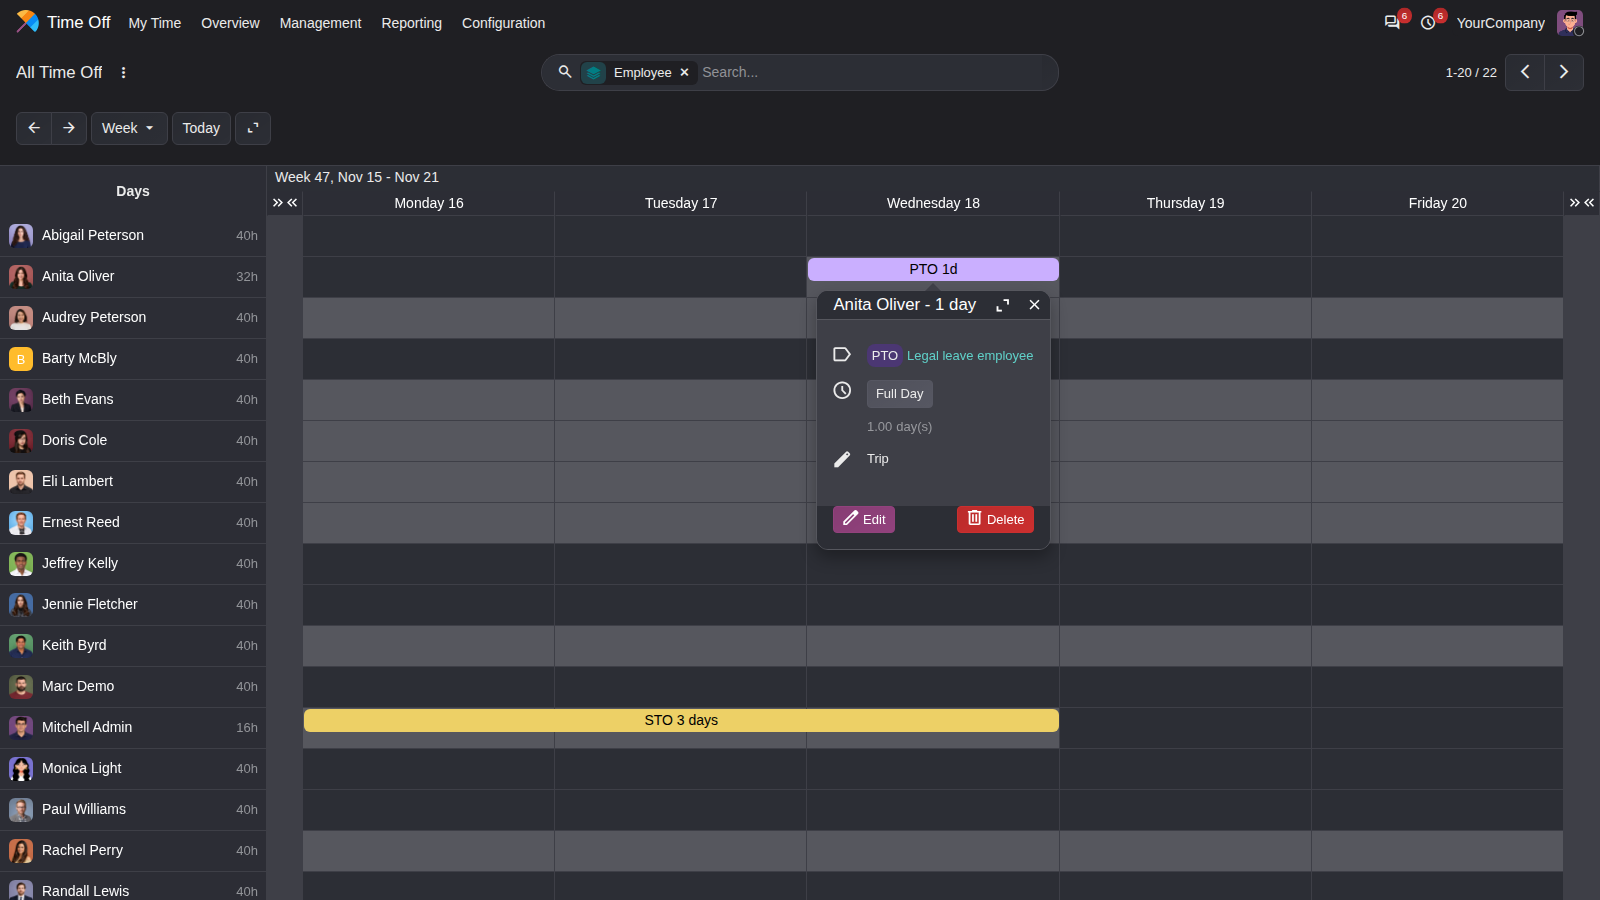 Time Off My Time Overview Management Reporting Configuration 6 6 YourCompany
All Time Off Employee Search... 1-20 / 22
Week Today
Days Week 47, Nov 15 - Nov 21
Monday 16 Tuesday 17 Wednesday 18 Thursday 19 Friday 20
Abigail Peterson 40h
Anita Oliver 32h PTO 1d
Audrey Peterson 40h
Barty McBly 40h
B
Beth Evans 40h
Doris Cole 40h
Eli Lambert 40h
Ernest Reed 40h
Jeffrey Kelly 40h
Jennie Fletcher 40h
Keith Byrd 40h
Marc Demo 40h
Mitchell Admin 16h STO 3 days
Monica Light 40h
Paul Williams 40h
Rachel Perry 40h
Randall Lewis 40h
Anita Oliver - 1 day
PTO Legal leave employee
Full Day
1.00 day(s)
Trip
Edit Delete